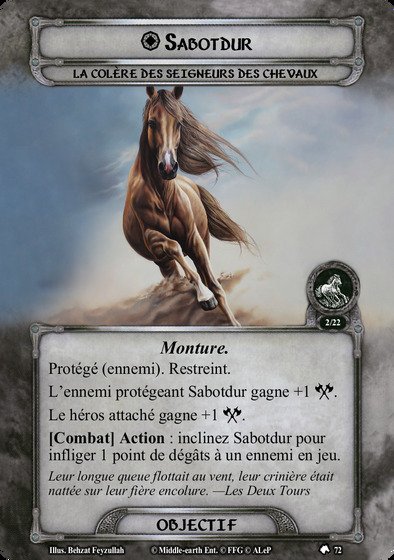 SABOTDUR
LA COLÈRE DES SEIGNEURS DES CHEVAUX
2/22
Monture.
Protégé (ennemi). Restreint.
L'ennemi protégeant Sabotdur gagne +1 .
Le héros attaché gagne +1 .
[Combat] Action : inclinez Sabotdur pour
infliger 1 point de dégâts à un ennemi en jeu.
Leur longue queue flottait au vent, leur crinière était
nattée sur leur fière encolure. —Les Deux Tours
OBJECTIF
Illus. Behzat Feyzullah © Middle-earth Ent. © FFG © ALeP 72